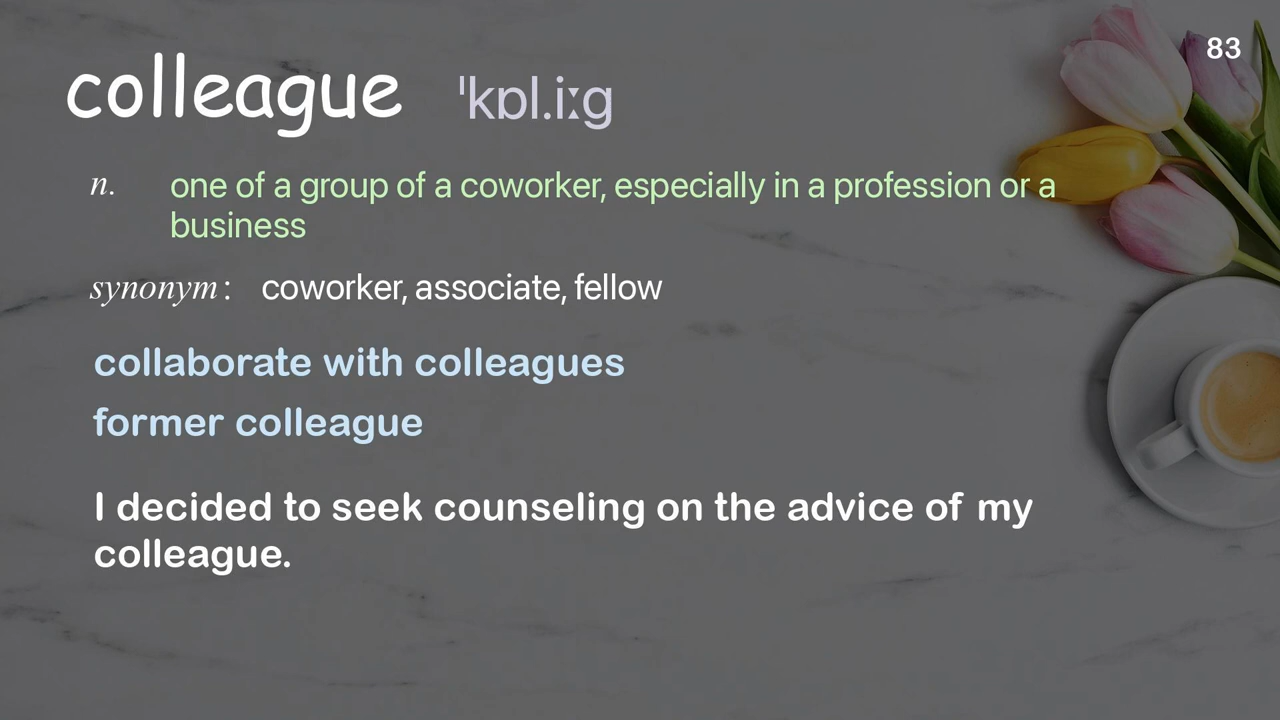 83
colleague ˈkɒl.iːg
n. one of a group of a coworker, especially in a profession or a
business
synonym: coworker, associate, fellow
collaborate with colleagues
former colleague
I decided to seek counseling on the advice of my
colleague.